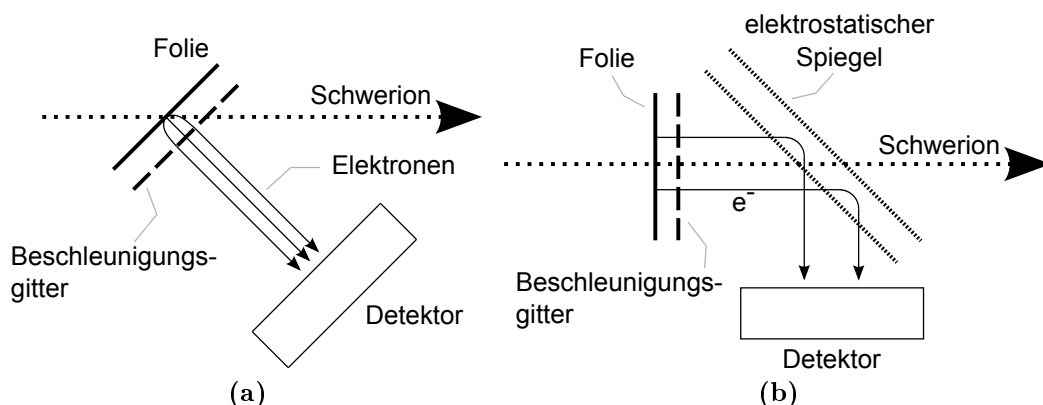 Folie
Schwerion
Elektronen
Beschleunigungs-
gitter
Detektor
(a)
elektrostatischer
Spiegel
Folie
Schwerion
e-
Beschleunigungs-
gitter
Detektor
(b)